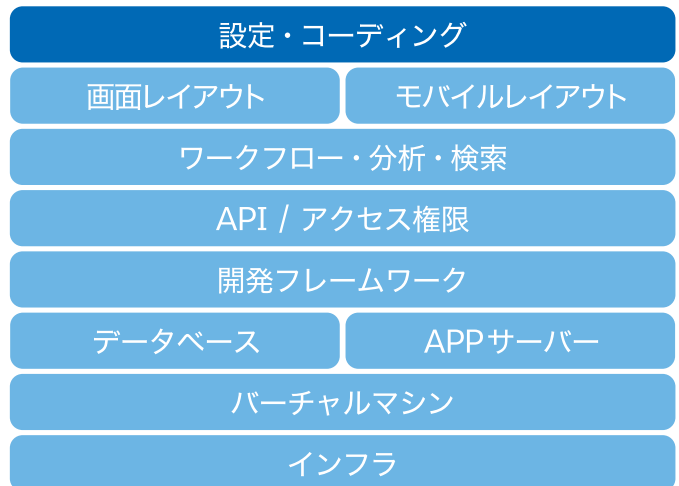 設定・コーディング
画面レイアウト
モバイルレイアウト
ワークフロー・分析・検索
API / アクセス権限
開発フレームワーク
データベース
APPサーバー
バーチャルマシン
インフラ